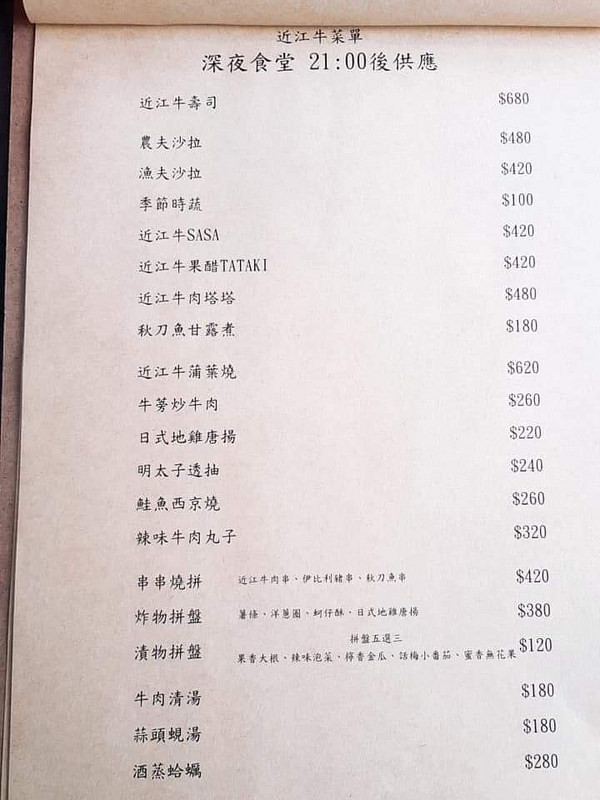 近江牛菜單
深夜食堂 21:00後供應
近江牛壽司 $680
農夫沙拉 $480
漁夫沙拉 $420
季節時蔬 $100
近江牛SASA $420
近江牛果醋TATAKI $420
近江牛肉塔塔 $480
秋刀魚甘露煮 $180
近江牛蒲葉燒 $620
牛蒡炒牛肉 $260
日式地雞唐揚 $220
明太子透抽 $240
鮭魚西京燒 $260
辣味牛肉丸子 $320
串串燒拼 近江牛肉串、伊比利豬串、秋刀魚串 $420
炸物拼盤 薯條、洋蔥圈、蚵仔酥、日式地雞唐揚 $380
拼盤五選三
漬物拼盤 果香大根、辣味泡菜、檸香金瓜、話梅小番茄、蜜香無花果 $120
牛肉清湯 $180
蒜頭蜆湯 $180
酒蒸蛤蠣 $280